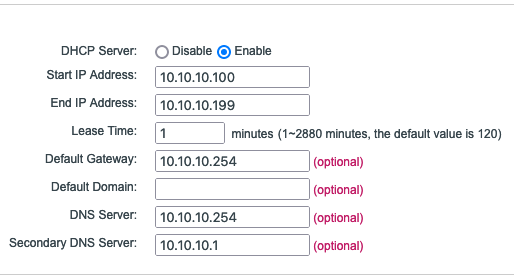 DHCP Server: Disable Enable
Start IP Address: 10.10.10.100
End IP Address: 10.10.10.199
Lease Time: 1 minutes (1~2880 minutes, the default value is 120)
Default Gateway: 10.10.10.254 (optional)
Default Domain: (optional)
DNS Server: 10.10.10.254 (optional)
Secondary DNS Server: 10.10.10.1 (optional)